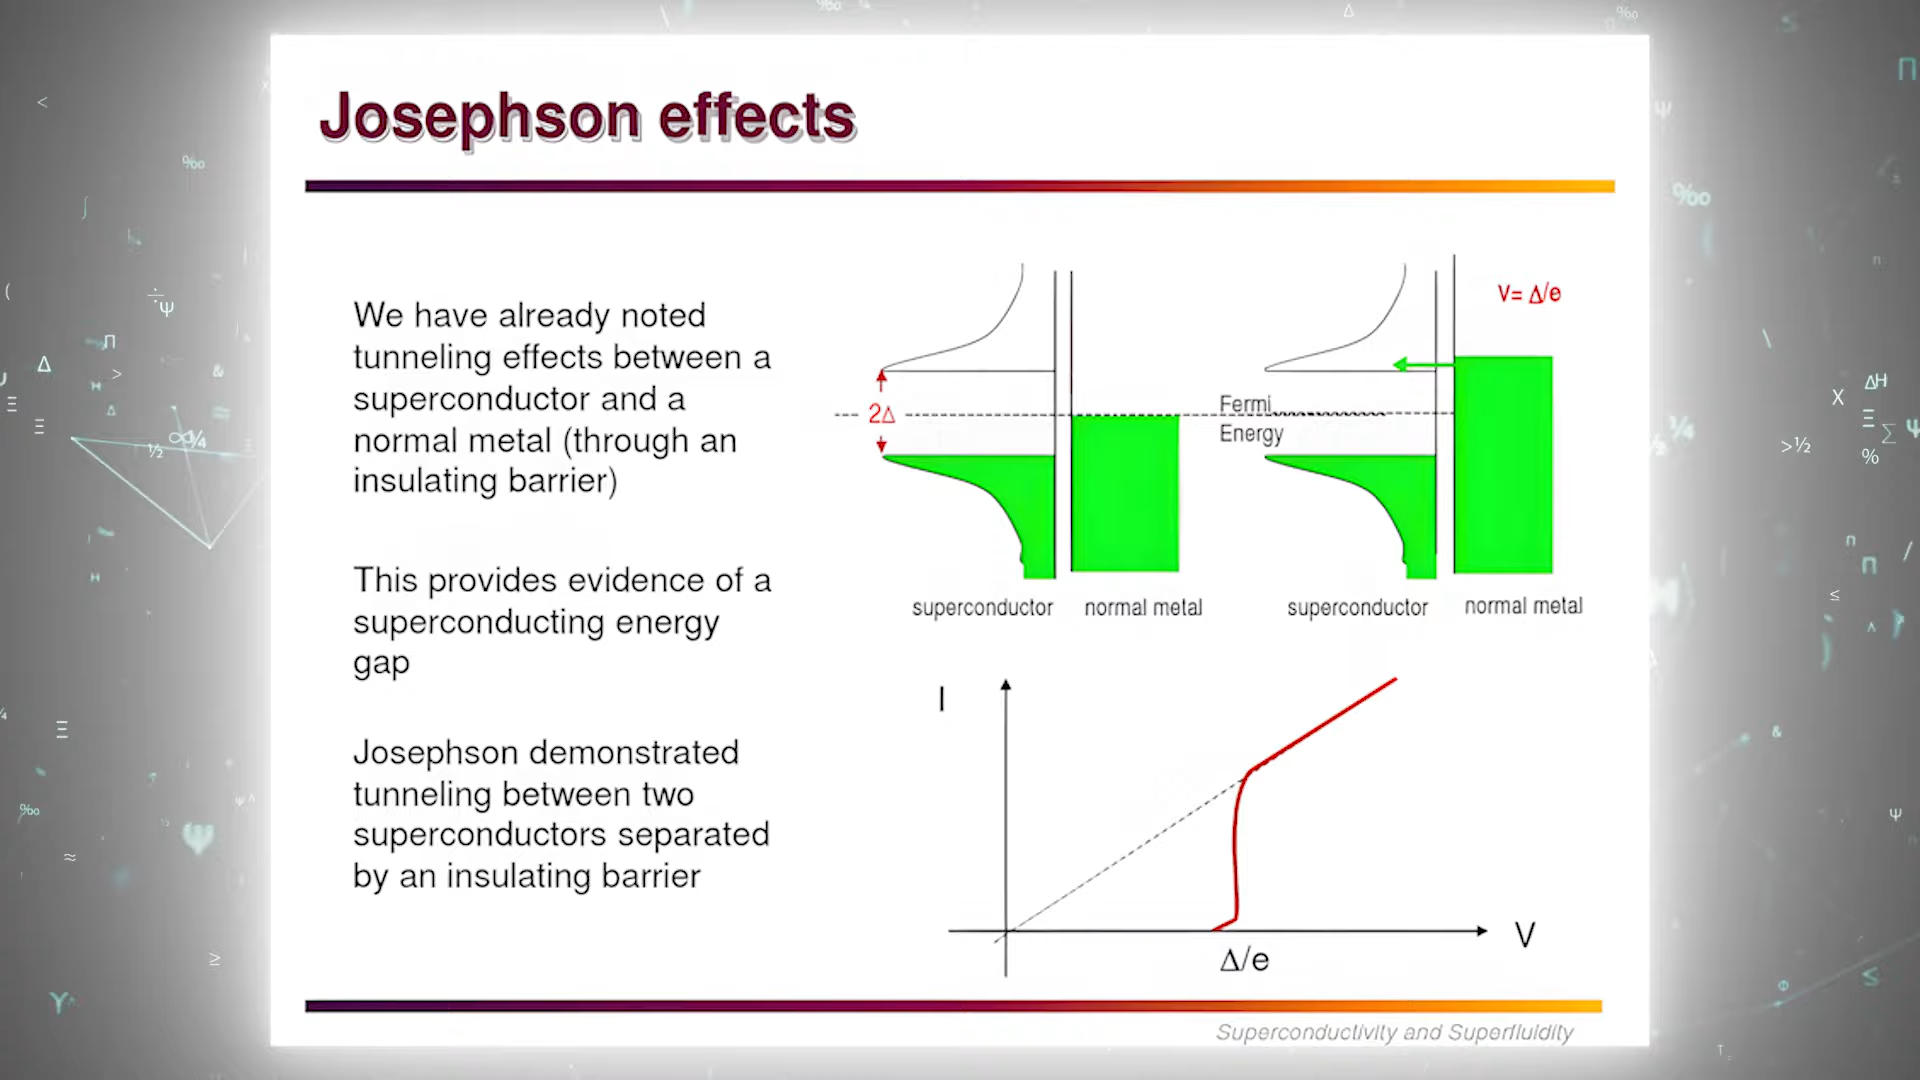 Josephson effects
We have already noted
tunneling effects between a
superconductor and a
normal metal (through an
insulating barrier)
This provides evidence of a
superconducting energy
gap
Josephson demonstrated
tunneling between two
superconductors separated
by an insulating barrier
V= Δ/e
2Δ
Fermi
Energy
superconductor
normal metal
superconductor
normal metal
I
V
Δ/e
Superconductivity and Superfluidity